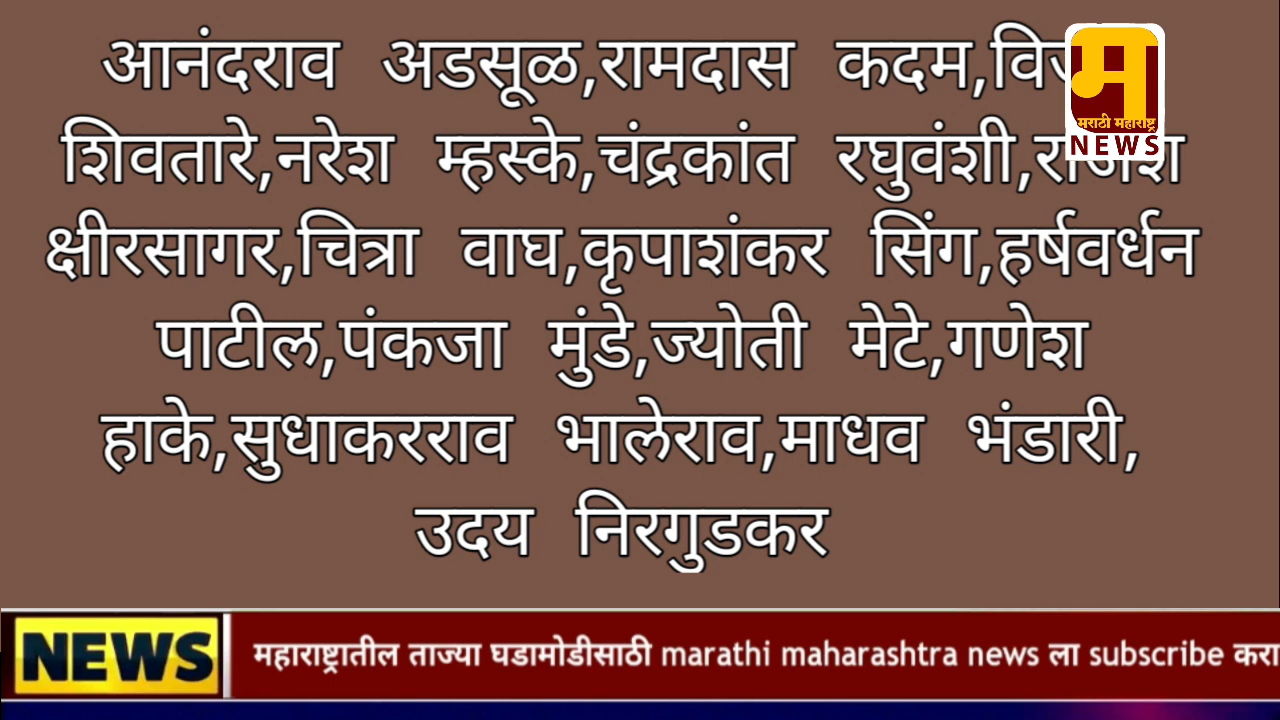 आनंदराव अडसूळ,रामदास कदम,
शिवतारे,नरेश म्हस्के,चंद्रकांत रघुवंशी,
क्षीरसागर,चित्रा वाघ,कृपाशंकर सिंग,हर्षवर्धन
पाटील,पंकजा मुंडे,ज्योती मेटे,गणेश
हाके,सुधाकरराव भालेराव,माधव भंडारी,
उदय निरगुडकर
म
मराठी महाराष्ट्र
NEWS
NEWS
महाराष्ट्रातील ताज्या घडामोडीसाठी marathi maharashtra news ला subscribe करा